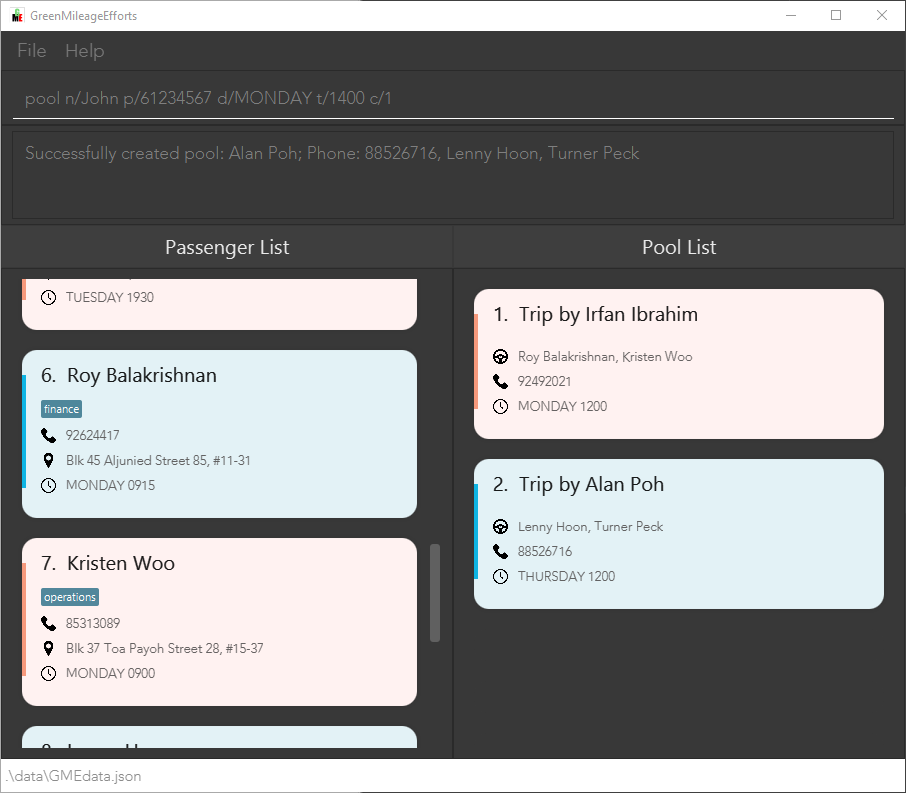 GreenMileageEfforts
File Help
pool n/John p/61234567 d/MONDAY t/1400 c/1
Successfully created pool: Alan Poh; Phone: 88526716, Lenny Hoon, Turner Peck
Passenger List
TUESDAY 1930
6. Roy Balakrishnan
finance
92624417
Blk 45 Aljunied Street 85, #11-31
MONDAY 0915
7. Kristen Woo
operations
85313089
Blk 37 Toa Payoh Street 28, #15-37
MONDAY 0900
Pool List
1. Trip by Irfan Ibrahim
Roy Balakrishnan, Kristen Woo
92492021
MONDAY 1200
2. Trip by Alan Poh
Lenny Hoon, Turner Peck
88526716
THURSDAY 1200
.\data\GMEdata.json